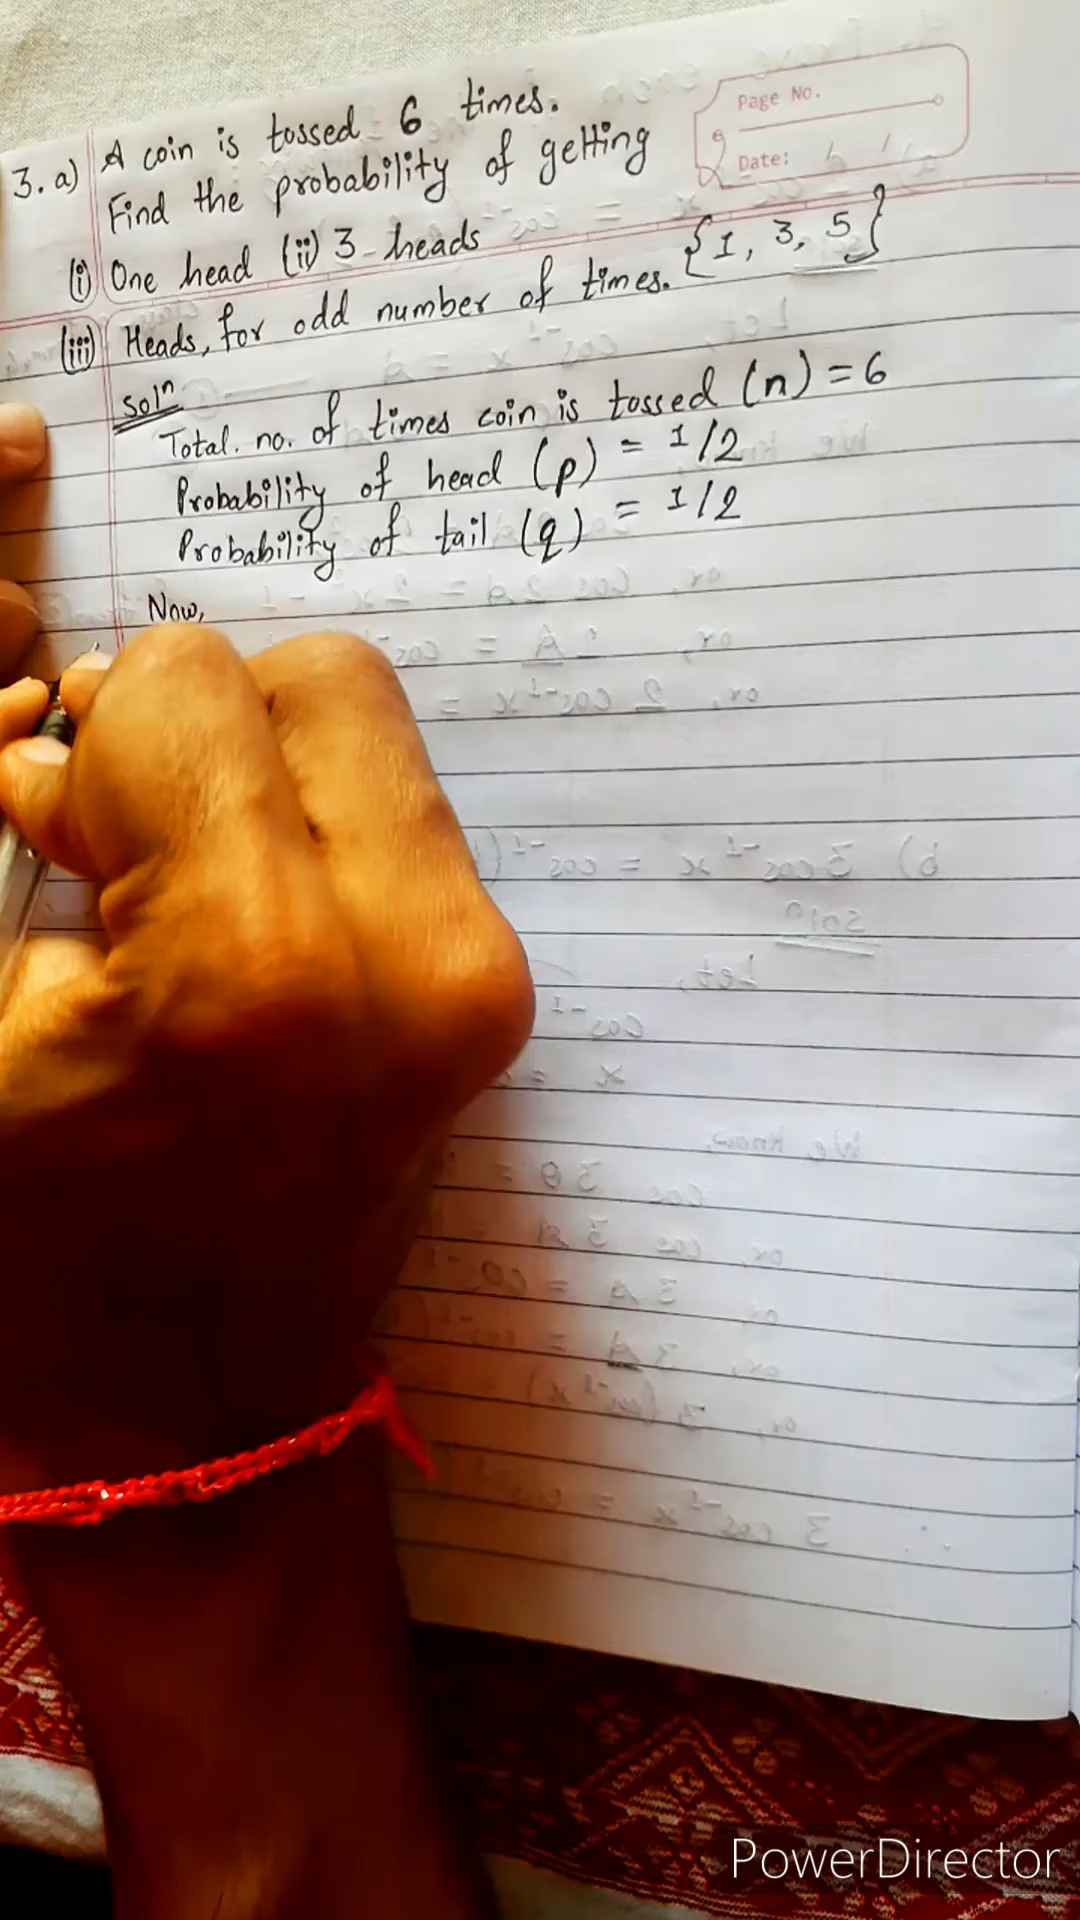 Page No.
Date:
3. a) A coin is tossed 6 times.
Find the probability of getting
(i) One head (ii) 3 heads
(iii) Heads, for odd number of times. {1, 3, 5}
Soln
Total. no. of times coin is tossed (n) = 6
Probability of head (p) = 1/2
Probability of tail (q) = 1/2
Now,
PowerDirector